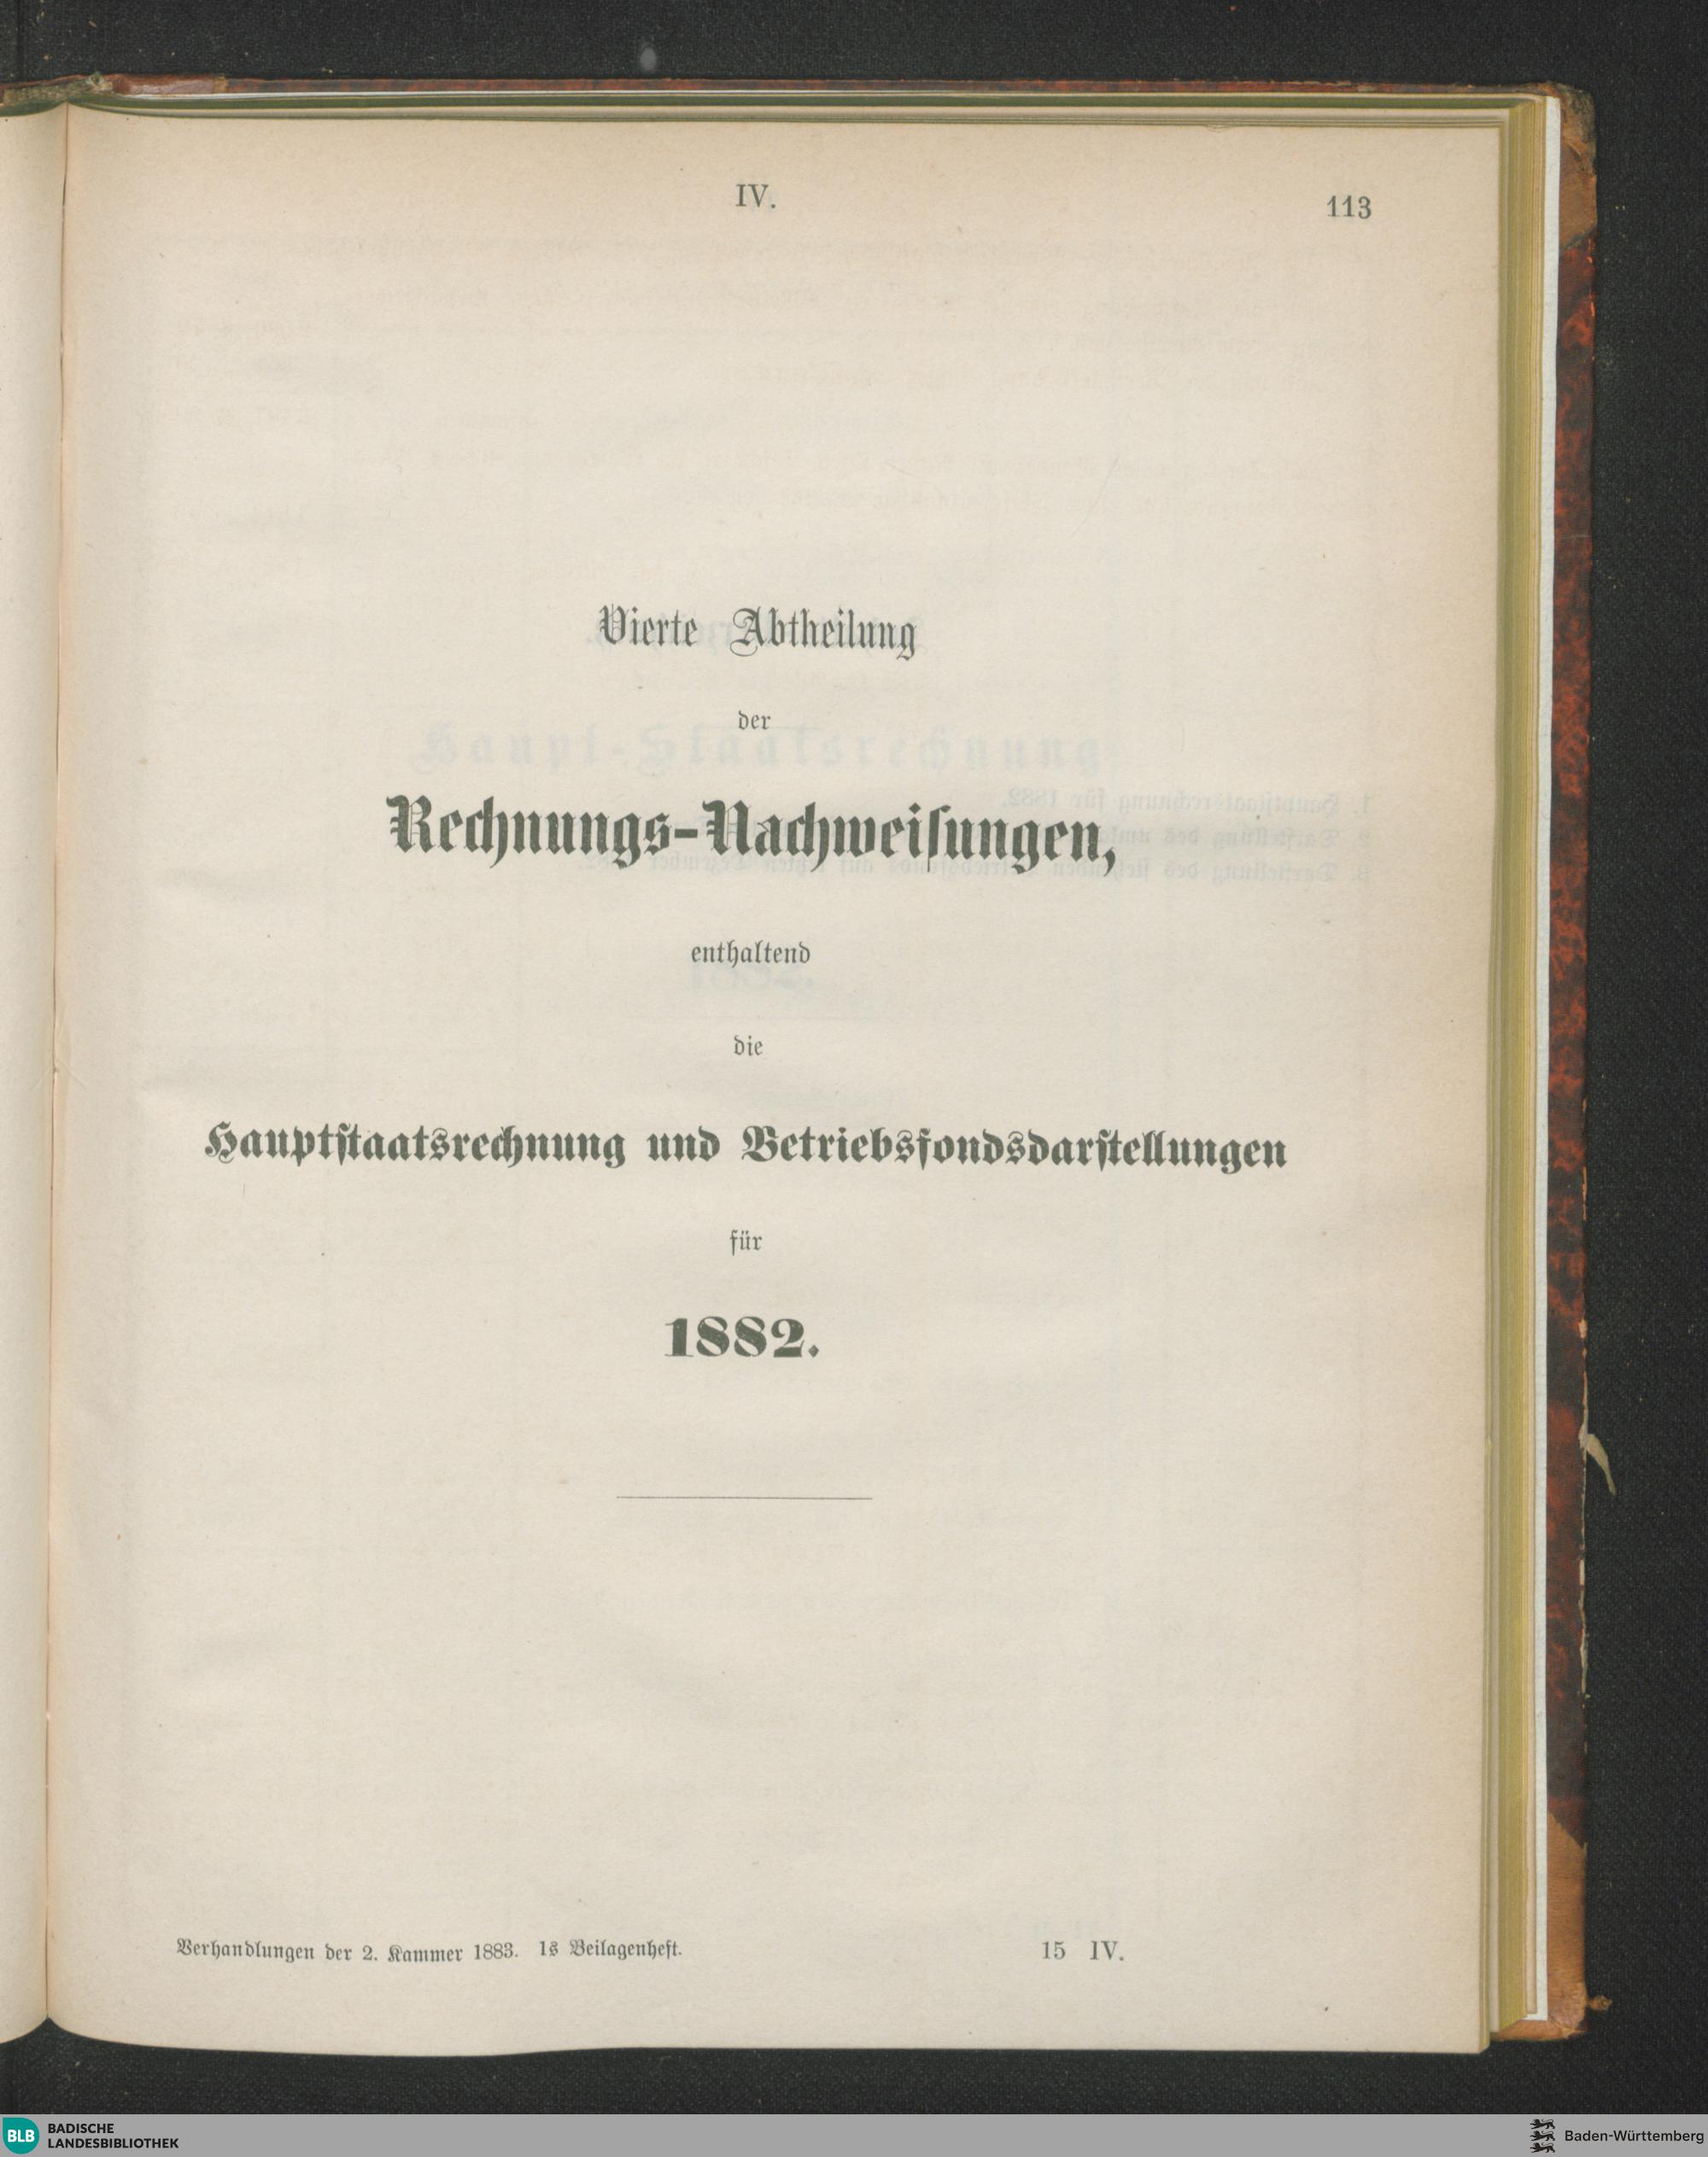 IV.
113
Vierte Abtheilung
der
Rechnungs-Nachweiſungen,
enthaltend
die
Hauptſtaatsrechnung und Betriebsfondsdarſtellungen
für
1882.
Verhandlungen der 2. Kammer 1883. 1s Beilagenheft.
15 IV.
BLB BADISCHE
LANDESBIBLIOTHEK
Baden-Württemberg